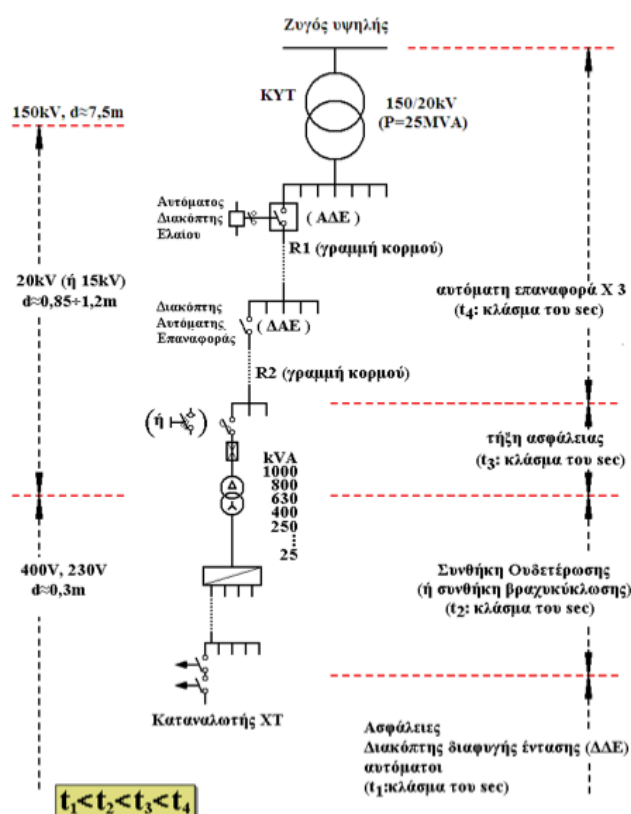 Ζυγός υψηλής
ΚΥΤ
150/20kV
(P=25MVA)
150kV, d≈7,5m
Αυτόματος
Διακόπτης
Ελαίου
(ΑΔΕ)
R1 (γραμμή κορμού)
20kV (ή 15kV)
d≈0,85÷1,2m
αυτόματη επαναφορά Χ 3
(t4: κλάσμα του sec)
Διακόπτης
Αυτόματης
Επαναφοράς
(ΔΑΕ)
R2 (γραμμή κορμού)
(ή )
τήξη ασφάλειας
(t3: κλάσμα του sec)
kVA
1000
800
630
400
250
⋮
25
400V, 230V
d≈0,3m
Συνθήκη Ουδετέρωσης
(ή συνθήκη βραχυκύκλωσης)
(t2: κλάσμα του sec)
Καταναλωτής ΧΤ
Ασφάλειες
Διακόπτης διαφυγής έντασης (ΔΔΕ)
αυτόματοι
(t1:κλάσμα του sec)
t1<t2<t3<t4